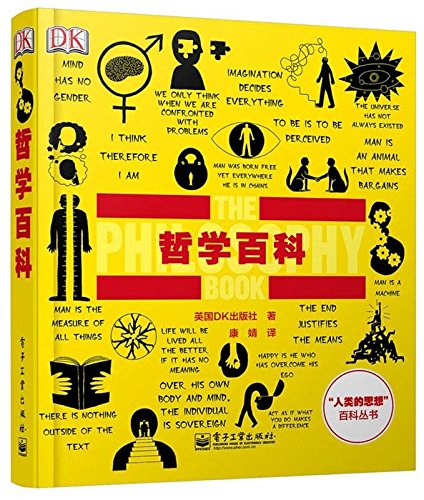 DK
DK
MIND
HAS NO
GENDER
WE ONLY THINK
WHEN WE ARE
CONFRONTED
WITH
PROBLEMS
IMAGINATION
DECIDES
EVERYTHING
THE UNIVERSE
HAS NOT
ALWAYS EXISTED
I THINK
THEREFORE
I AM
TO BE IS TO BE
PERCEIVED
MAN WAS BORN FREE
YET EVERYWHERE
HE IS IN CHAINS
MAN IS
AN ANIMAL
THAT MAKES
BARGAINS
哲学百科
THE
PHILOSOPHY
BOOK
哲学百科
MAN IS A
MACHINE
英国DK出版社 著
康 婧 译
MAN IS THE
MEASURE OF
ALL THINGS
LIFE WILL BE
LIVED ALL
THE BETTER
IF IT HAS NO
MEANING
THE END
JUSTIFIES
THE MEANS
HAPPY IS HE WHO
HAS OVERCOME HIS
EGO
OVER HIS OWN
BODY AND MIND,
THE INDIVIDUAL
IS SOVEREIGN
THERE IS NOTHING
OUTSIDE OF THE
TEXT
ACT AS IF WHAT
YOU DO MAKES
A DIFFERENCE
“人类的思想”
百科丛书
电子工业出版社
电子工业出版社
http://www.phei.com.cn